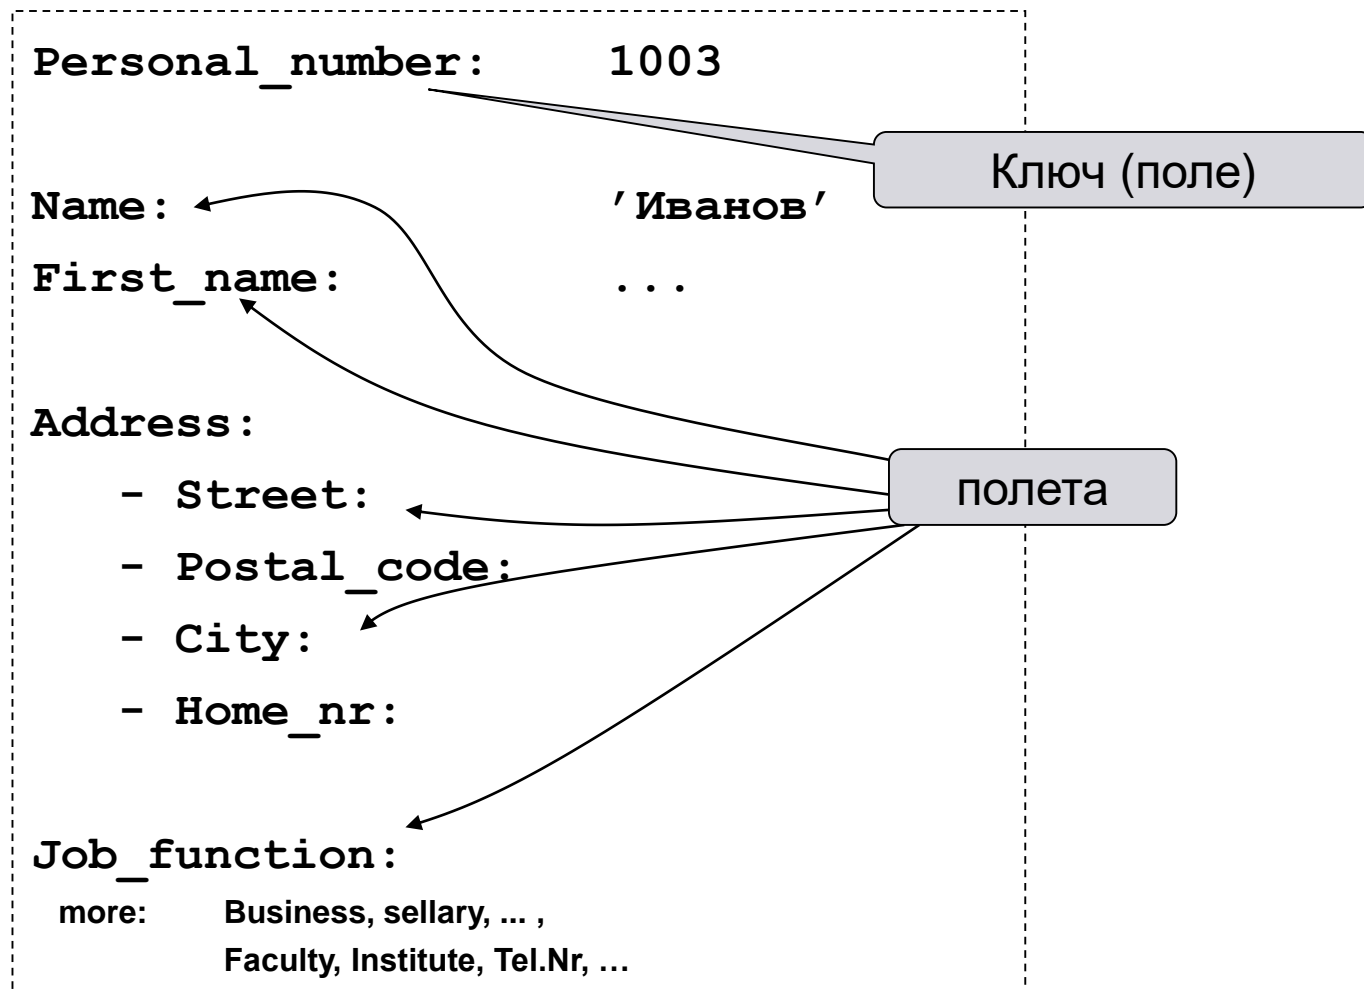 Personal_number: 1003
Ключ (поле)
Name: ’Иванов’
First_name: ...
Address:
полета
- Street:
- Postal_code:
- City:
- Home_nr:
Job_function:
more: Business, sellary, ... ,
Faculty, Institute, Tel.Nr, …